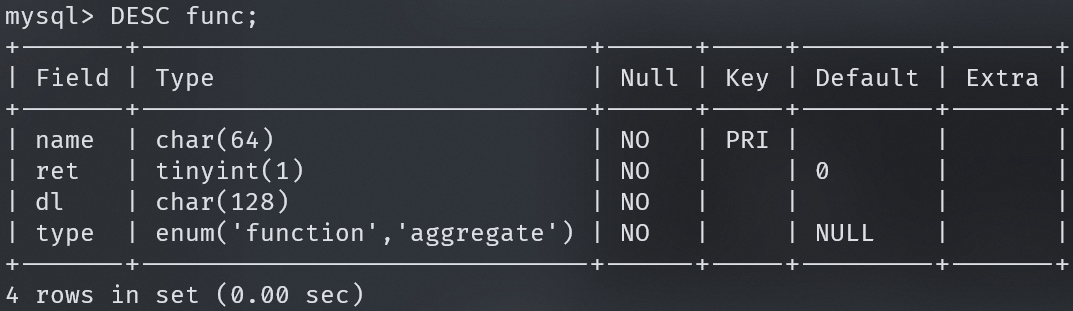 mysql> DESC func;
+-------+------------------------------+------+-----+---------+-------+
| Field | Type                         | Null | Key | Default | Extra |
+-------+------------------------------+------+-----+---------+-------+
| name  | char(64)                     | NO   | PRI |         |       |
| ret   | tinyint(1)                   | NO   |     | 0       |       |
| dl    | char(128)                    | NO   |     |         |       |
| type  | enum('function','aggregate') | NO   |     | NULL    |       |
+-------+------------------------------+------+-----+---------+-------+
4 rows in set (0.00 sec)